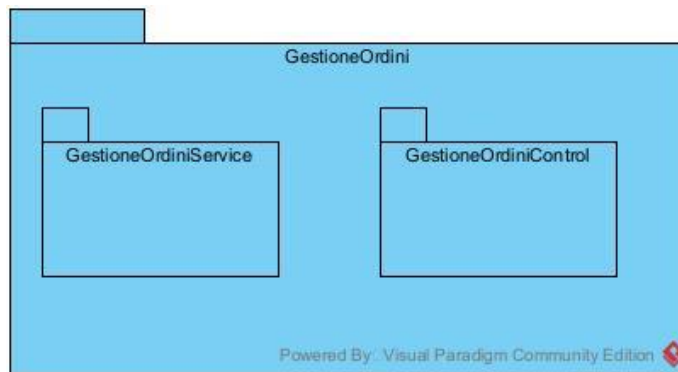 GestioneOrdini
GestioneOrdiniService
GestioneOrdiniControl
Powered By: Visual Paradigm Community Edition